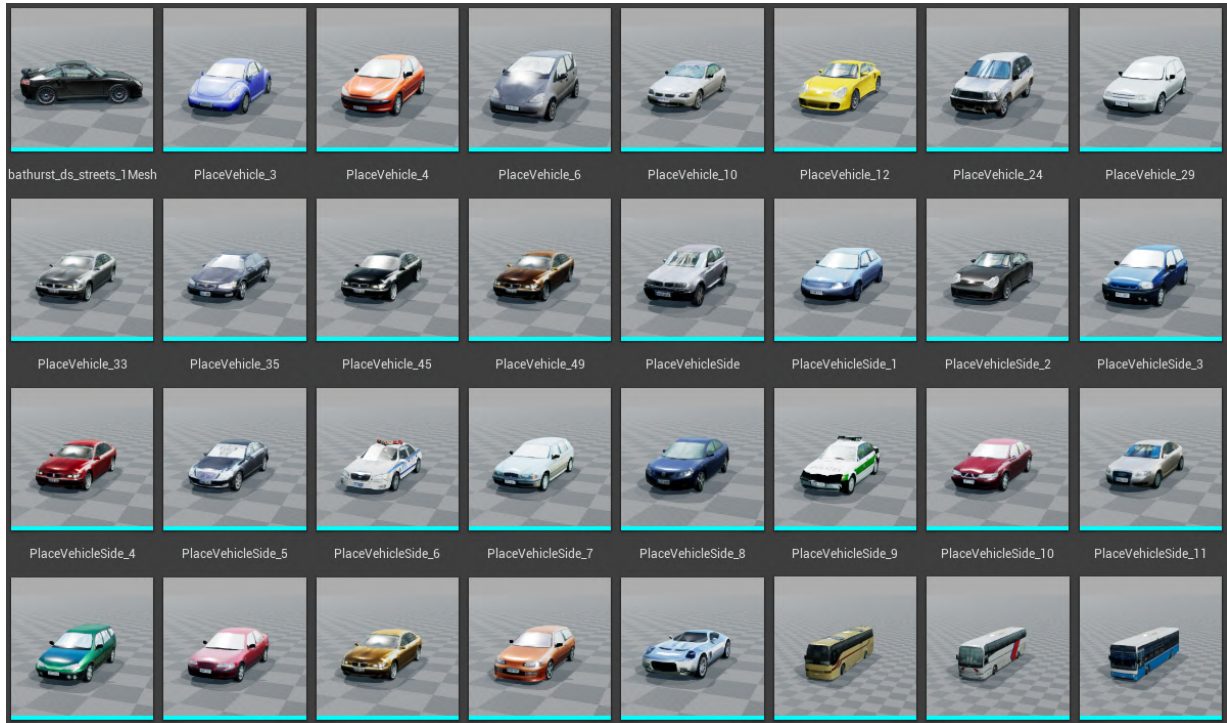 bathurst_ds_streets_1Mesh PlaceVehicle_3 PlaceVehicle_4 PlaceVehicle_6 PlaceVehicle_10 PlaceVehicle_12 PlaceVehicle_24 PlaceVehicle_29
PlaceVehicle_33 PlaceVehicle_35 PlaceVehicle_45 PlaceVehicle_49 PlaceVehicleSide PlaceVehicleSide_1 PlaceVehicleSide_2 PlaceVehicleSide_3
PlaceVehicleSide_4 PlaceVehicleSide_5 PlaceVehicleSide_6 PlaceVehicleSide_7 PlaceVehicleSide_8 PlaceVehicleSide_9 PlaceVehicleSide_10 PlaceVehicleSide_11